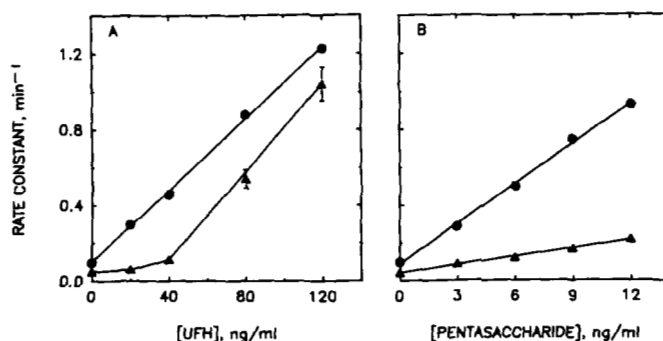 A
B
RATE CONSTANT, min⁻¹
1.2
0.8
0.4
0.0
0 40 80 120
0 3 6 9 12
[UFH], ng/ml
[PENTASACCHARIDE], ng/ml